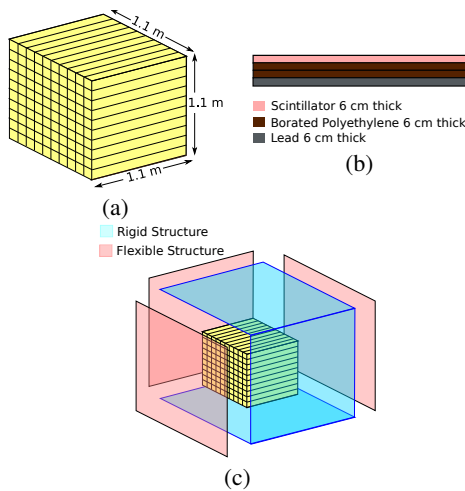 1.1 m
1.1 m
1.1 m
(a)
Scintillator 6 cm thick
Borated Polyethylene 6 cm thick
Lead 6 cm thick
(b)
Rigid Structure
Flexible Structure
(c)